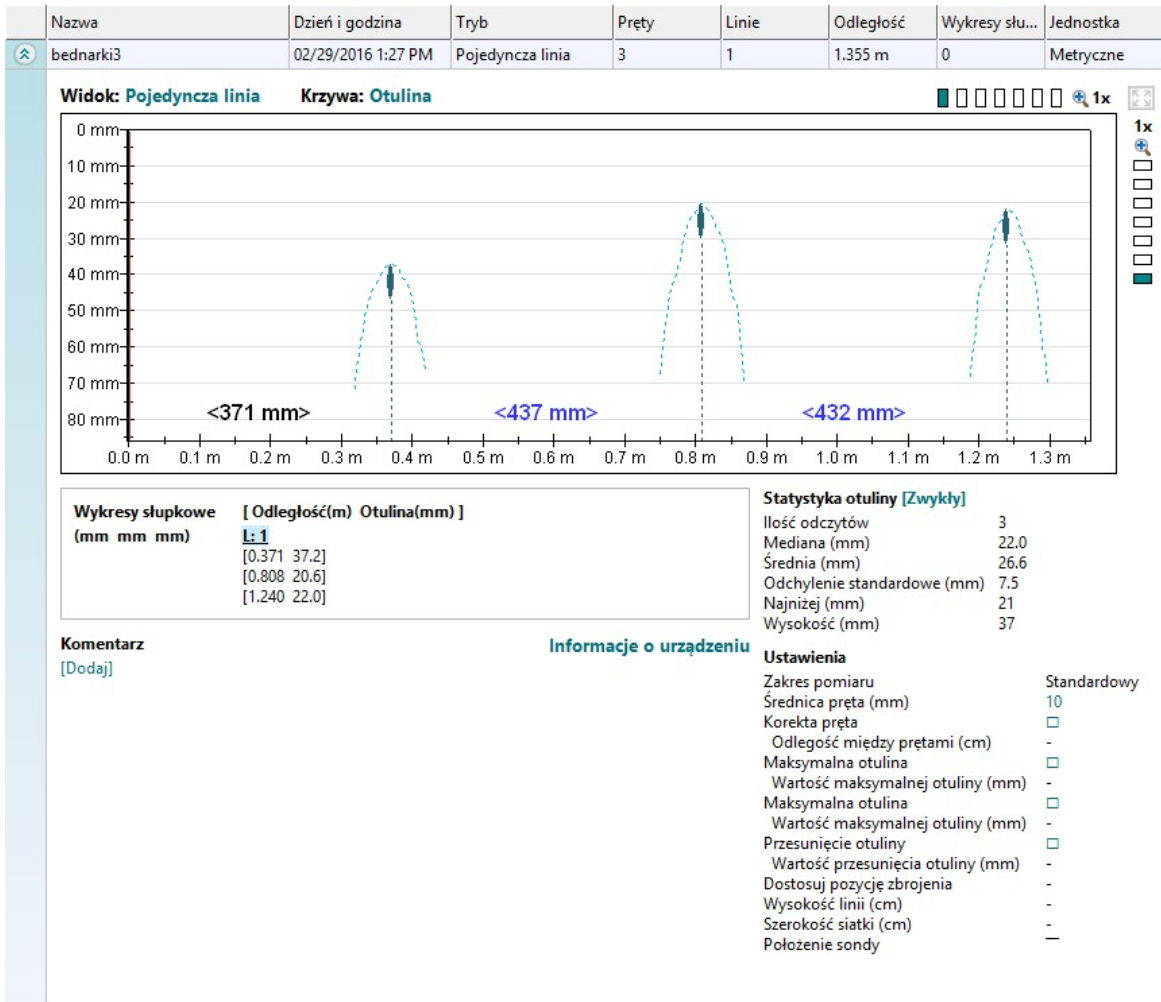 Nazwa Dzień i godzina Tryb Pręty Linie Odległość Wykresy słu... Jednostka
bednarki3 02/29/2016 1:27 PM Pojedyncza linia 3 1 1.355 m 0 Metryczne
Widok: Pojedyncza linia Krzywa: Otulina 1x
1x
0 mm
10 mm
20 mm
30 mm
40 mm
50 mm
60 mm
70 mm
80 mm
<371 mm> <437 mm> <432 mm>
0.0 m 0.1 m 0.2 m 0.3 m 0.4 m 0.5 m 0.6 m 0.7 m 0.8 m 0.9 m 1.0 m 1.1 m 1.2 m 1.3 m
Wykresy słupkowe [ Odległość(m) Otulina(mm) ]
(mm mm mm) L: 1
[0.371 37.2]
[0.808 20.6]
[1.240 22.0]
Komentarz
[Dodaj]
Informacje o urządzeniu
Statystyka otuliny [Zwykły]
Ilość odczytów 3
Mediana (mm) 22.0
Średnia (mm) 26.6
Odchylenie standardowe (mm) 7.5
Najniżej (mm) 21
Wysokość (mm) 37
Ustawienia
Zakres pomiaru Standardowy
Średnica pręta (mm) 10
Korekta pręta
Odlegość między prętami (cm) -
Maksymalna otulina
Wartość maksymalnej otuliny (mm) -
Maksymalna otulina
Wartość maksymalnej otuliny (mm) -
Przesunięcie otuliny
Wartość przesunięcia otuliny (mm) -
Dostosuj pozycję zbrojenia -
Wysokość linii (cm) -
Szerokość siatki (cm) -
Położenie sondy —